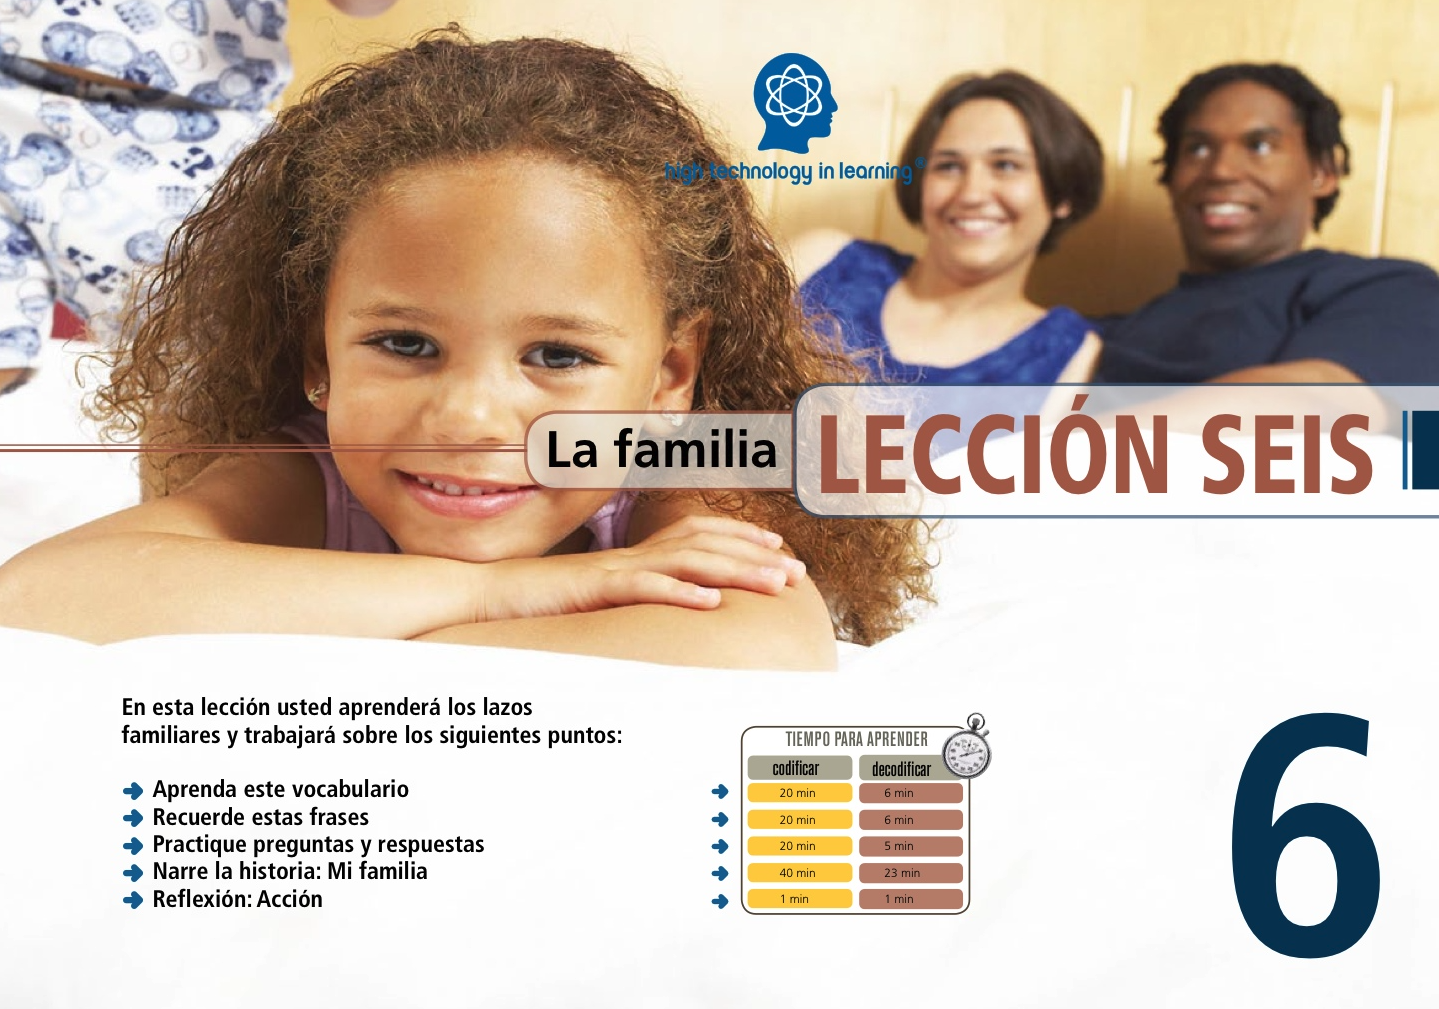 high technology in learning®
La familia
LECCIÓN SEIS
En esta lección usted aprenderá los lazos
familiares y trabajará sobre los siguientes puntos:
Aprenda este vocabulario
Recuerde estas frases
Practique preguntas y respuestas
Narre la historia: Mi familia
Reflexión: Acción
TIEMPO PARA APRENDER
codificar decodificar
20 min 6 min
20 min 6 min
20 min 5 min
40 min 23 min
1 min 1 min
6